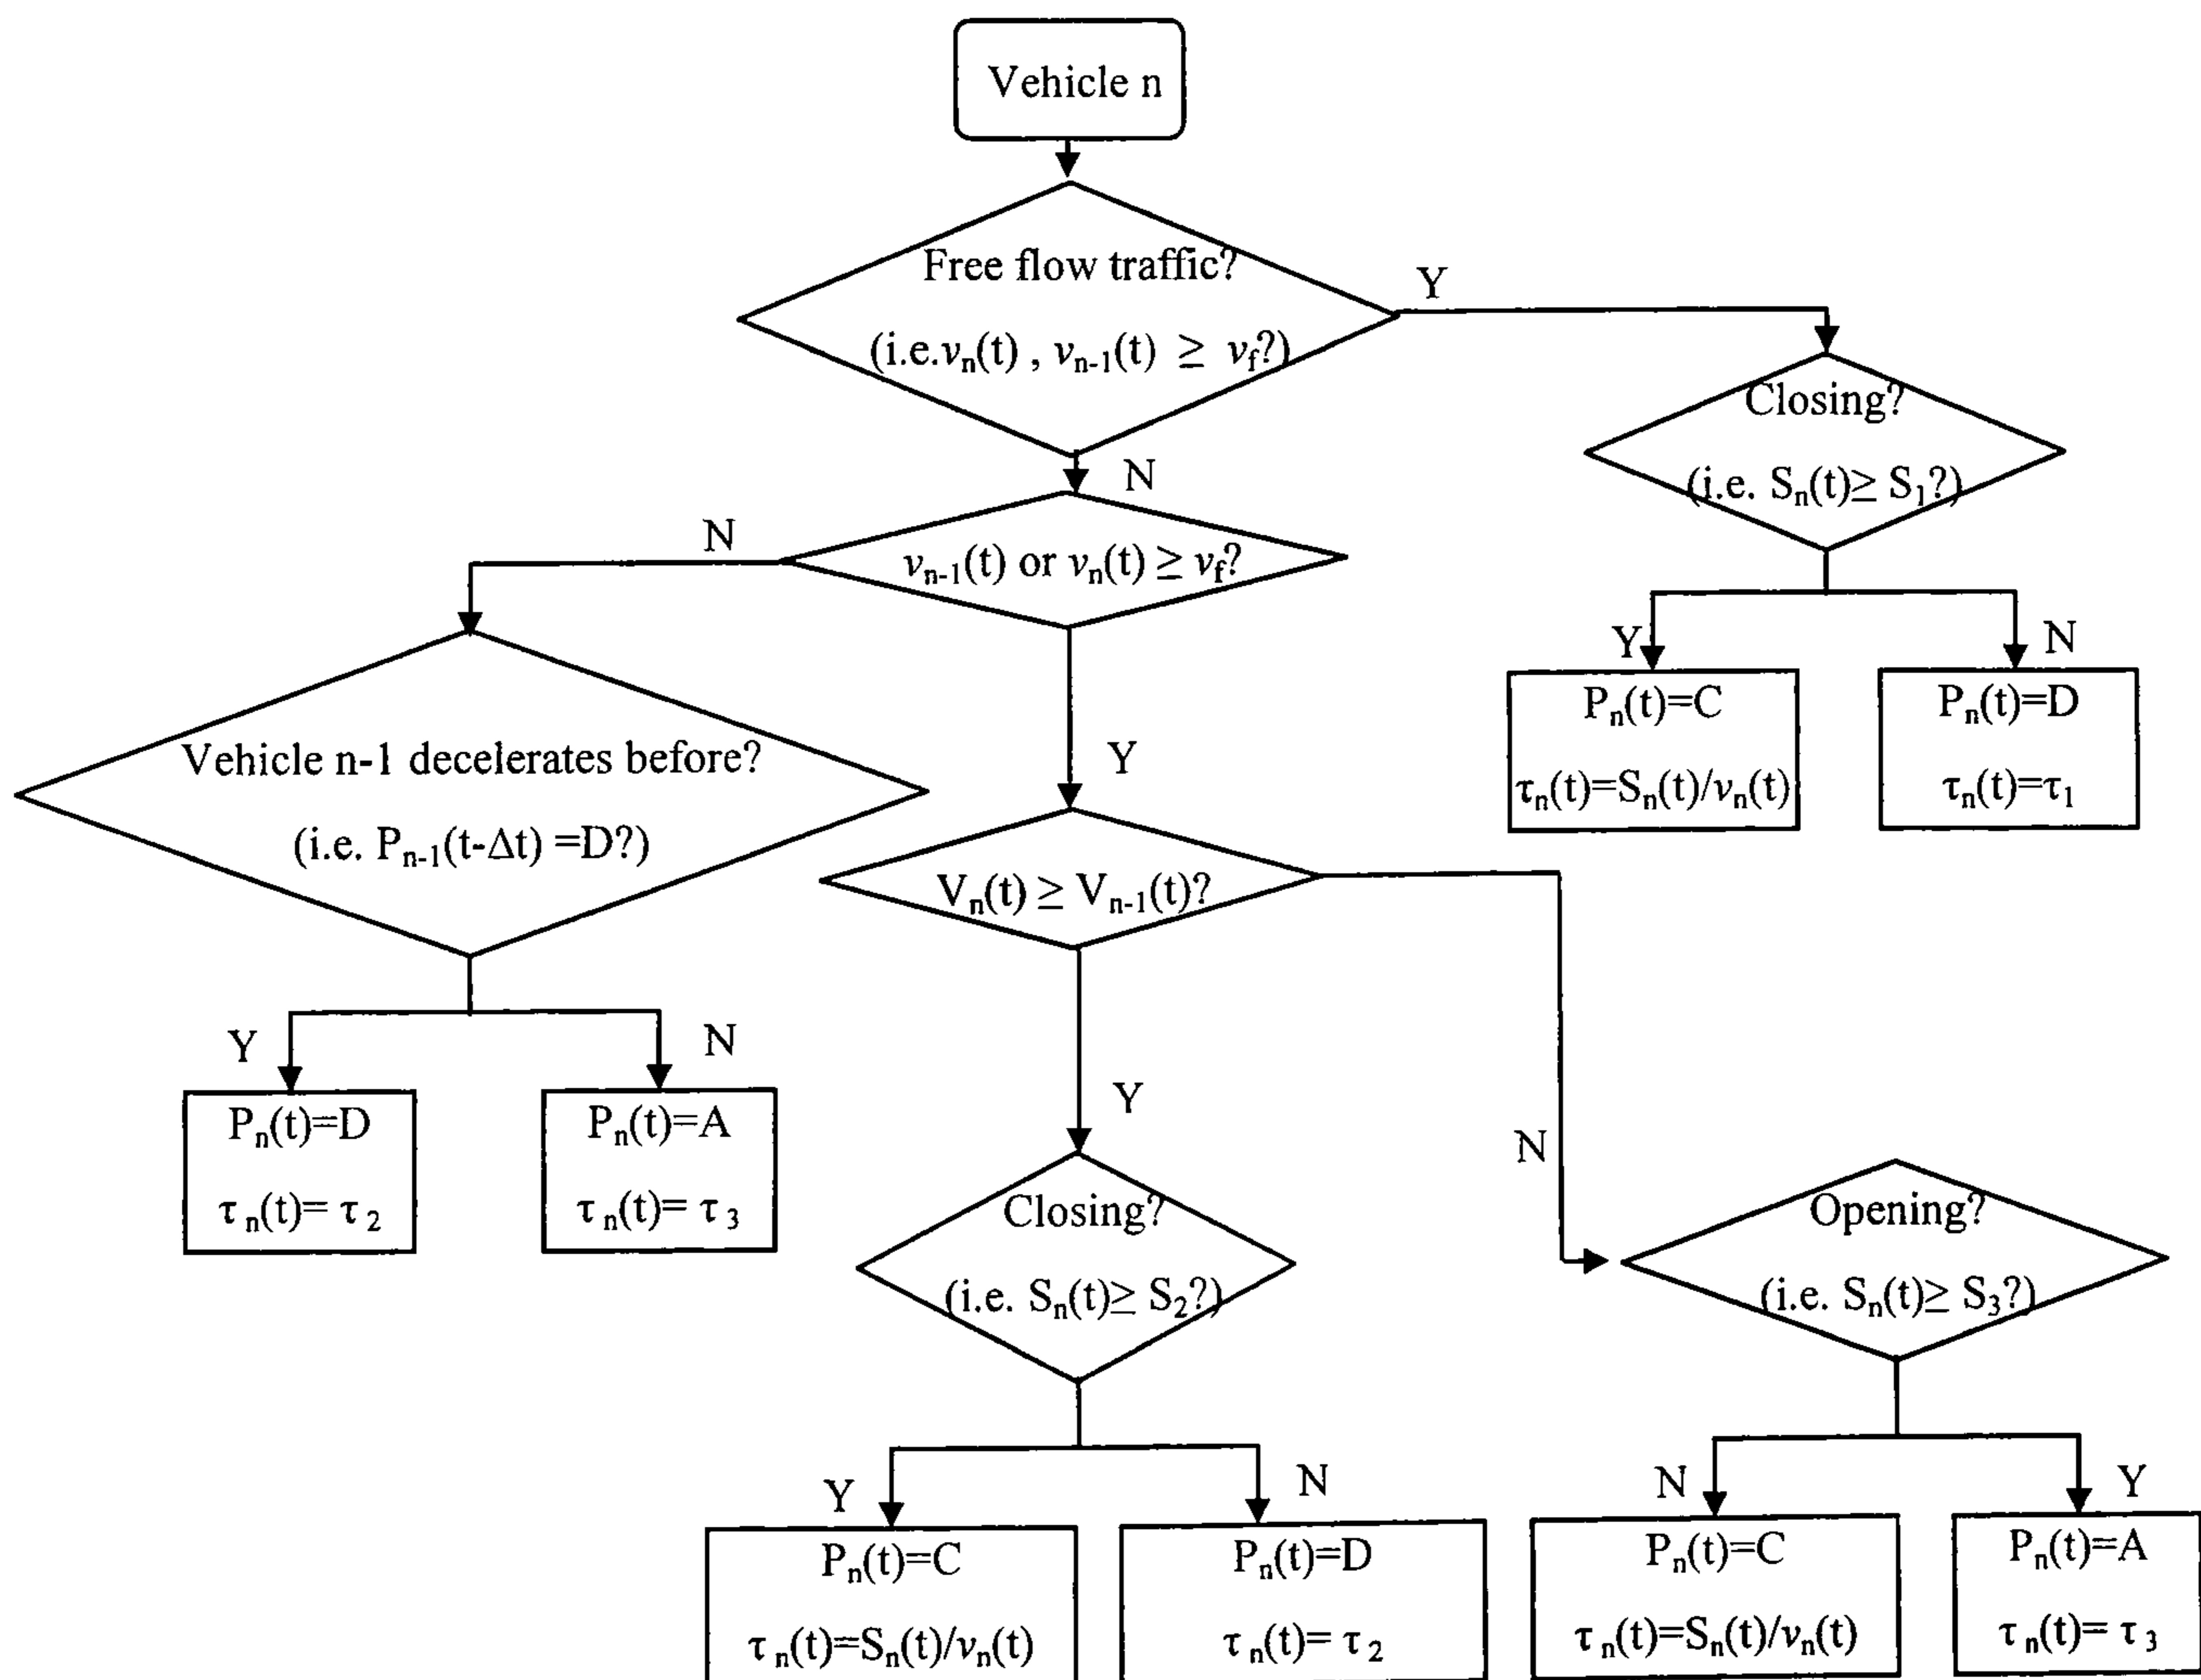 Vehicle n
Free flow traffic?
(i.e.vₙ(t) , vₙ₋₁(t) ≥ v_f?)
Y
Closing?
(i.e. Sₙ(t)≥ S₁?)
N
N
vₙ₋₁(t) or vₙ(t) ≥ v_f?
Y
N
Pₙ(t)=C
τₙ(t)=Sₙ(t)/vₙ(t)
Pₙ(t)=D
τₙ(t)=τ₁
Vehicle n-1 decelerates before?
(i.e. Pₙ₋₁(t-Δt) =D?)
Y
Vₙ(t) ≥ Vₙ₋₁(t)?
Y
N
Pₙ(t)=D
τₙ(t)= τ₂
Pₙ(t)=A
τₙ(t)= τ₃
Y
N
Closing?
(i.e. Sₙ(t)≥ S₂?)
Opening?
(i.e. Sₙ(t)≥ S₃?)
Y
N
N
Y
Pₙ(t)=C
τₙ(t)=Sₙ(t)/vₙ(t)
Pₙ(t)=D
τₙ(t)= τ₂
Pₙ(t)=C
τₙ(t)=Sₙ(t)/vₙ(t)
Pₙ(t)=A
τₙ(t)= τ₃